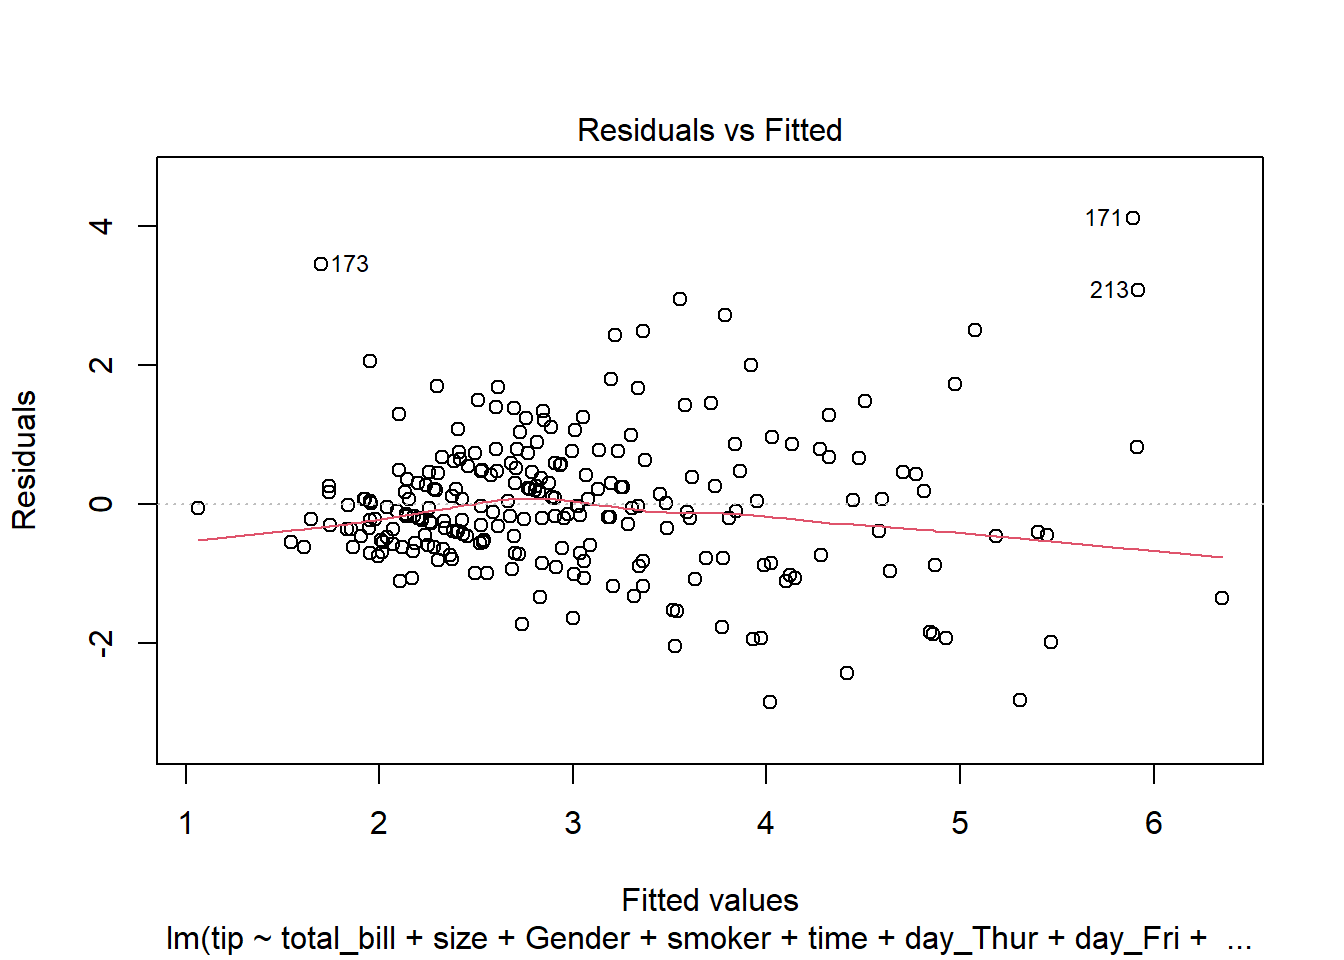 Residuals vs Fitted
Residuals
4
2
0
-2
171
173
213
1 2 3 4 5 6
Fitted values
lm(tip ~ total_bill + size + Gender + smoker + time + day_Thur + day_Fri + ...